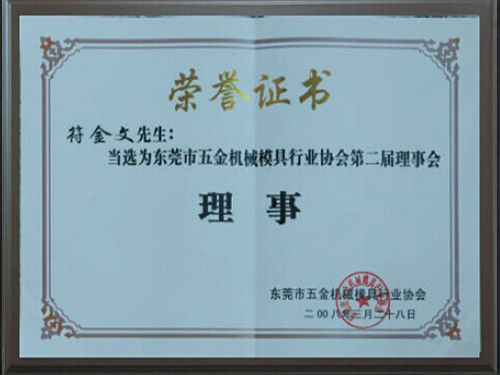 荣誉证书
符金文先生：
当选为东莞市五金机械模具行业协会第二届理事会
理事
东莞市五金机械模具行业协会
二00八年三月二十八日